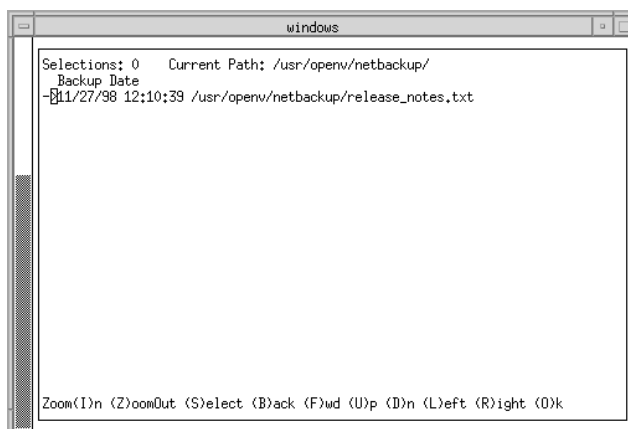 windows
Selections: 0    Current Path: /usr/openv/netbackup/
  Backup Date
->11/27/98 12:10:39 /usr/openv/netbackup/release_notes.txt
Zoom(I)n (Z)oomOut (S)elect (B)ack (F)wd (U)p (D)n (L)eft (R)ight (O)k